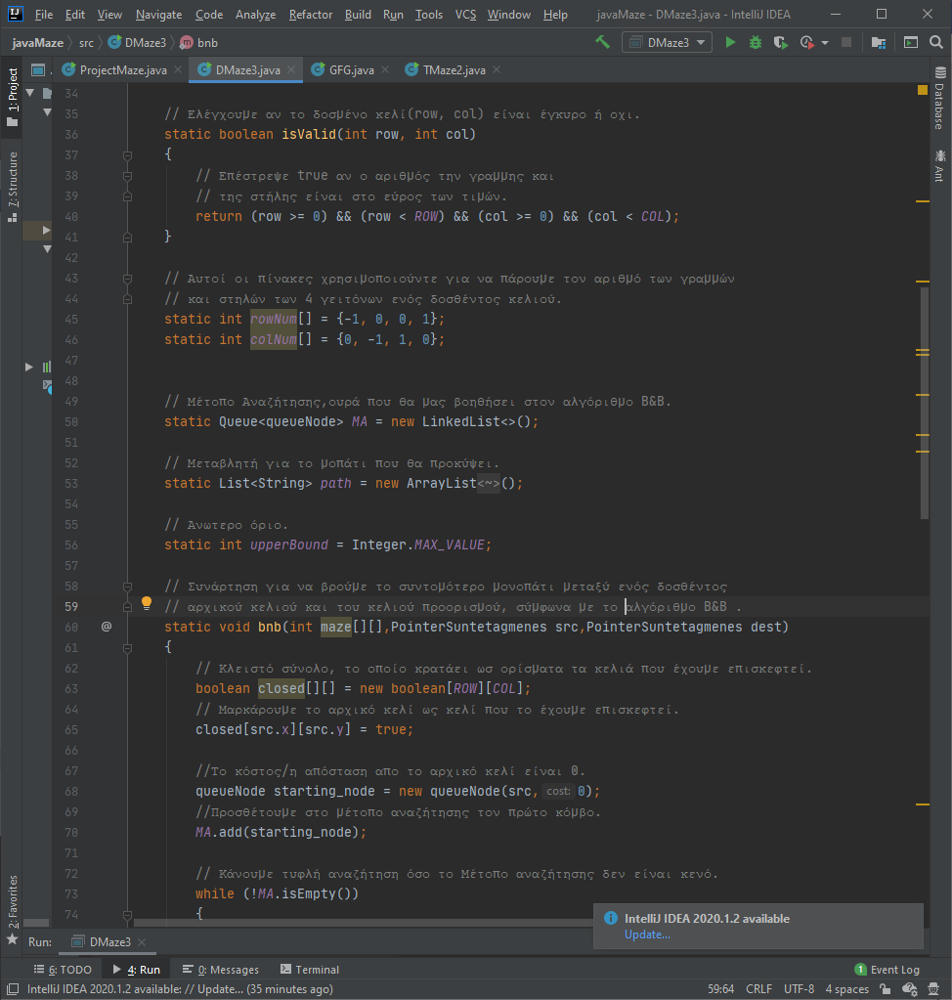 File Edit View Navigate Code Analyze Refactor Build Run Tools VCS Window Help javaMaze - DMaze3.java - IntelliJ IDEA
javaMaze src DMaze3 bnb DMaze3
ProjectMaze.java DMaze3.java GFG.java TMaze2.java
1: Project
7: Structure
2: Favorites
Database
Ant
34
35 // Ελέγχουμε αν το δοσμένο κελί(row, col) είναι έγκυρο ή οχι.
36 static boolean isValid(int row, int col)
37 {
38 // Επέστρεψε true αν ο αριθμός την γραμμης και
39 // της στήλης είναι στο εύρος των τιμών.
40 return (row >= 0) && (row < ROW) && (col >= 0) && (col < COL);
41 }
42
43 // Αυτοί οι πίνακες χρησιμοποιούντε για να πάρουμε τον αριθμό των γραμμών
44 // και στηλών των 4 γειτόνων ενός δοσθέντος κελιού.
45 static int rowNum[] = {-1, 0, 0, 1};
46 static int colNum[] = {0, -1, 1, 0};
47
48
49 // Μέτοπο Αναζήτησης,ουρά που θα μας βοηθήσει στον αλγόριθμο B&B.
50 static Queue<queueNode> MA = new LinkedList<>();
51
52 // Μεταβλητή για το μοπάτι που θα προκύψει.
53 static List<String> path = new ArrayList<~>();
54
55 // Ανωτερο όριο.
56 static int upperBound = Integer.MAX_VALUE;
57
58 // Συνάρτηση για να βρούμε το συντομότερο μονοπάτι μεταξύ ενός δοσθέντος
59 // αρχικού κελιού και του κελιού προορισμού, σύμφωνα με το αλγόριθμο B&B .
60 @ static void bnb(int maze[][],PointerSuntetagmenes src,PointerSuntetagmenes dest)
61 {
62 // Κλειστό σύνολο, το οποίο κρατάει ωσ ορίσματα τα κελιά που έχουμε επισκεφτεί.
63 boolean closed[][] = new boolean[ROW][COL];
64 // Μαρκάρουμε το αρχικό κελί ως κελί που το έχουμε επισκεφτεί.
65 closed[src.x][src.y] = true;
66
67 //Το κόστος/η απόσταση απο το αρχικό κελί είναι 0.
68 queueNode starting_node = new queueNode(src, cost: 0);
69 //Προσθέτουμε στο μέτοπο αναζήτησης τον πρώτο κόμβο.
70 MA.add(starting_node);
71
72 // Κάνουμε τυφλή αναζήτηση όσο το Μέτοπο αναζήτησης δεν είναι κενό.
73 while (!MA.isEmpty())
74 {
IntelliJ IDEA 2020.1.2 available
Update...
Run: DMaze3
6: TODO 4: Run 0: Messages Terminal 1 Event Log
IntelliJ IDEA 2020.1.2 available: // Update... (35 minutes ago) 59:64 CRLF UTF-8 4 spaces